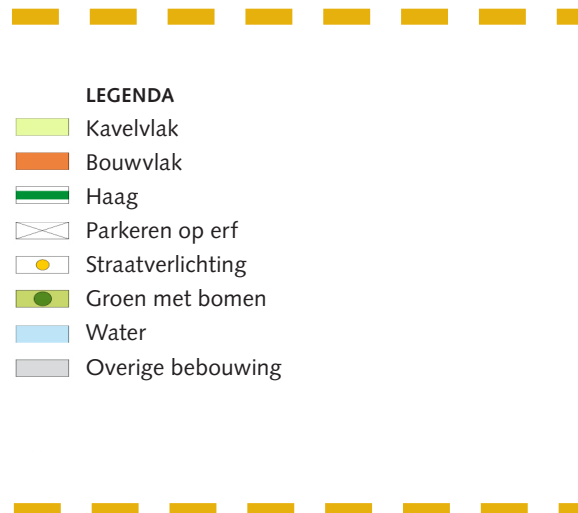 LEGENDA
Kavelvlak
Bouwvlak
Haag
Parkeren op erf
Straatverlichting
Groen met bomen
Water
Overige bebouwing